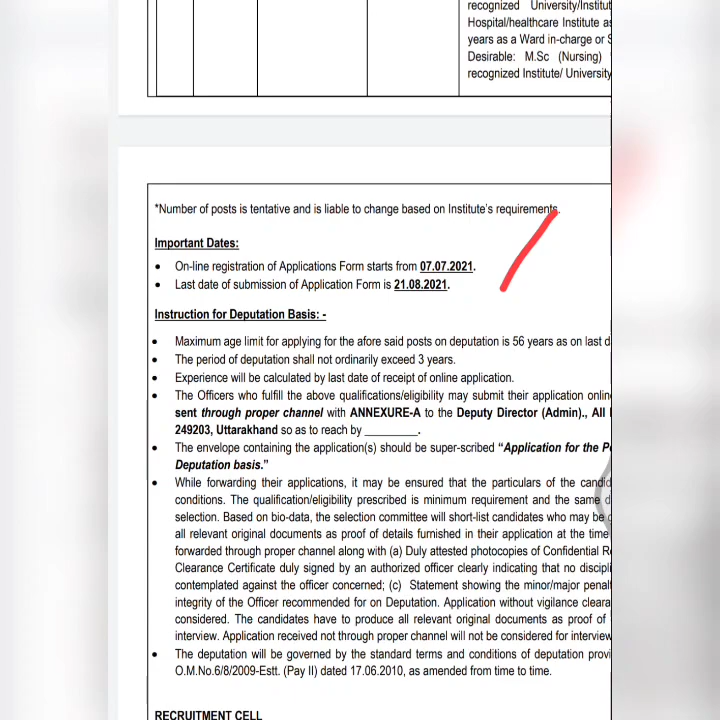 recognized University/Institut
Hospital/healthcare Institute as
years as a Ward in-charge or S
Desirable: M.Sc (Nursing)
recognized Institute/ University
*Number of posts is tentative and is liable to change based on Institute's requirements.
Important Dates:
• On-line registration of Applications Form starts from 07.07.2021.
• Last date of submission of Application Form is 21.08.2021.
Instruction for Deputation Basis: -
• Maximum age limit for applying for the afore said posts on deputation is 56 years as on last d
• The period of deputation shall not ordinarily exceed 3 years.
• Experience will be calculated by last date of receipt of online application.
• The Officers who fulfill the above qualifications/eligibility may submit their application onlin
sent through proper channel with ANNEXURE-A to the Deputy Director (Admin)., All I
249203, Uttarakhand so as to reach by ________.
• The envelope containing the application(s) should be super-scribed “Application for the Po
Deputation basis.”
• While forwarding their applications, it may be ensured that the particulars of the candid
conditions. The qualification/eligibility prescribed is minimum requirement and the same d
selection. Based on bio-data, the selection committee will short-list candidates who may be c
all relevant original documents as proof of details furnished in their application at the time
forwarded through proper channel along with (a) Duly attested photocopies of Confidential R
Clearance Certificate duly signed by an authorized officer clearly indicating that no discipli
contemplated against the officer concerned; (c) Statement showing the minor/major penal
integrity of the Officer recommended for on Deputation. Application without vigilance cleara
considered. The candidates have to produce all relevant original documents as proof of
interview. Application received not through proper channel will not be considered for interview
• The deputation will be governed by the standard terms and conditions of deputation provi
O.M.No.6/8/2009-Estt. (Pay II) dated 17.06.2010, as amended from time to time.
RECRUITMENT CELL